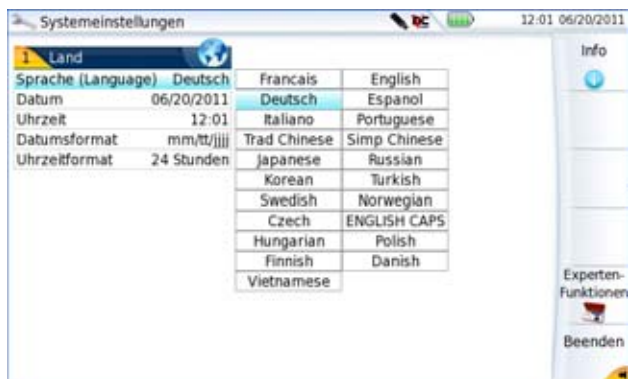 Systemeinstellungen DC 12:01 06/20/2011
1 Land
Sprache (Language) Deutsch
Datum 06/20/2011
Uhrzeit 12:01
Datumsformat mm/tt/jjjj
Uhrzeitformat 24 Stunden
Francais English
Deutsch Espanol
Italiano Portuguese
Trad Chinese Simp Chinese
Japanese Russian
Korean Turkish
Swedish Norwegian
Czech ENGLISH CAPS
Hungarian Polish
Finnish Danish
Vietnamese
Info
Experten-
Funktionen
Beenden